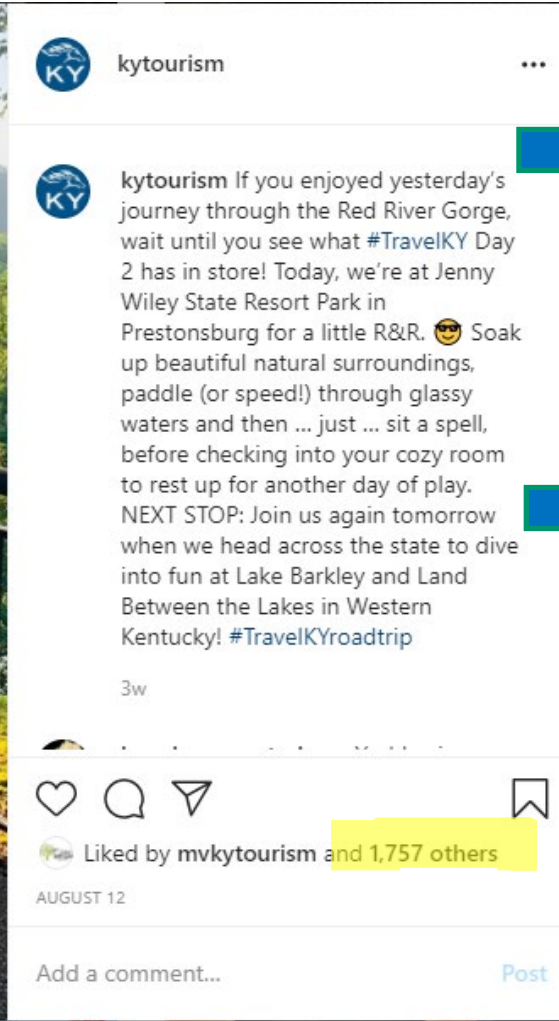 KY
kytourism
KY
kytourism If you enjoyed yesterday's
journey through the Red River Gorge,
wait until you see what #TravelKY Day
2 has in store! Today, we're at Jenny
Wiley State Resort Park in
Prestonsburg for a little R&R. 😎 Soak
up beautiful natural surroundings,
paddle (or speed!) through glassy
waters and then ... just ... sit a spell,
before checking into your cozy room
to rest up for another day of play.
NEXT STOP: Join us again tomorrow
when we head across the state to dive
into fun at Lake Barkley and Land
Between the Lakes in Western
Kentucky! #TravelKYroadtrip
3w
Liked by mvkytourism and 1,757 others
AUGUST 12
Add a comment... Post